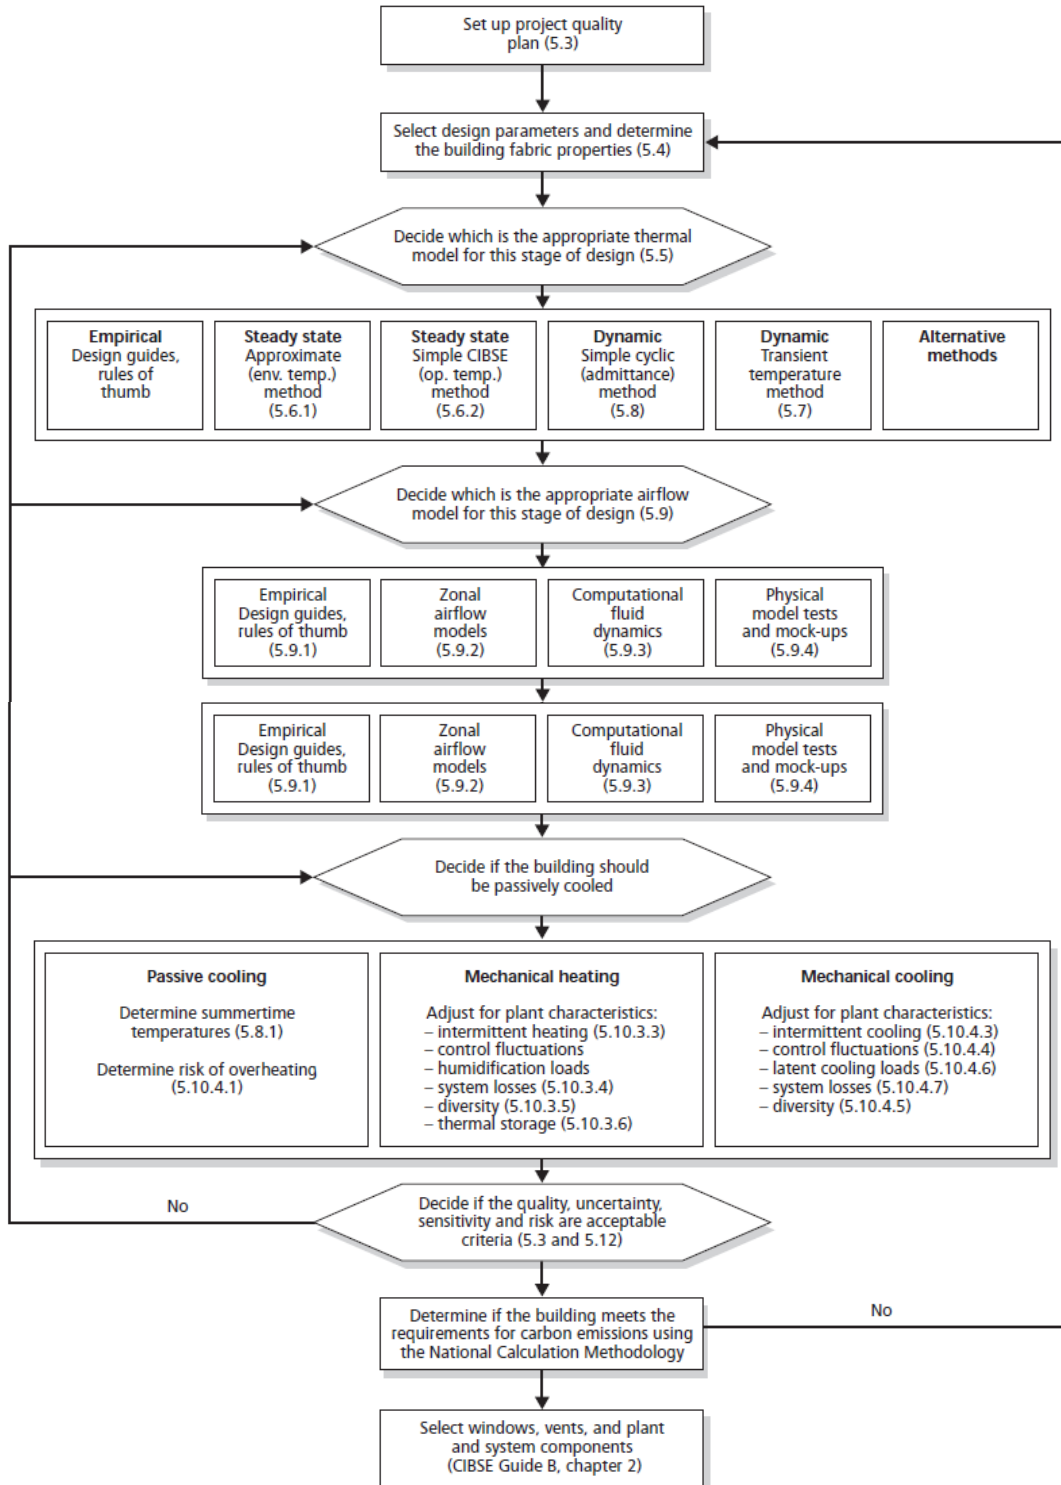 Set up project quality
plan (5.3)
Select design parameters and determine
the building fabric properties (5.4)
Decide which is the appropriate thermal
model for this stage of design (5.5)
Empirical
Design guides,
rules of
thumb
Steady state
Approximate
(env. temp.)
method
(5.6.1)
Steady state
Simple CIBSE
(op. temp.)
method
(5.6.2)
Dynamic
Simple cyclic
(admittance)
method
(5.8)
Dynamic
Transient
temperature
method
(5.7)
Alternative
methods
Decide which is the appropriate airflow
model for this stage of design (5.9)
Empirical
Design guides,
rules of thumb
(5.9.1)
Zonal
airflow
models
(5.9.2)
Computational
fluid
dynamics
(5.9.3)
Physical
model tests
and mock-ups
(5.9.4)
Empirical
Design guides,
rules of thumb
(5.9.1)
Zonal
airflow
models
(5.9.2)
Computational
fluid
dynamics
(5.9.3)
Physical
model tests
and mock-ups
(5.9.4)
Decide if the building should
be passively cooled
Passive cooling
Determine summertime
temperatures (5.8.1)
Determine risk of overheating
(5.10.4.1)
Mechanical heating
Adjust for plant characteristics:
– intermittent heating (5.10.3.3)
– control fluctuations
– humidification loads
– system losses (5.10.3.4)
– diversity (5.10.3.5)
– thermal storage (5.10.3.6)
Mechanical cooling
Adjust for plant characteristics:
– intermittent cooling (5.10.4.3)
– control fluctuations (5.10.4.4)
– latent cooling loads (5.10.4.6)
– system losses (5.10.4.7)
– diversity (5.10.4.5)
No
Decide if the quality, uncertainty,
sensitivity and risk are acceptable
criteria (5.3 and 5.12)
Determine if the building meets the
requirements for carbon emissions using
the National Calculation Methodology
No
Select windows, vents, and plant
and system components
(CIBSE Guide B, chapter 2)